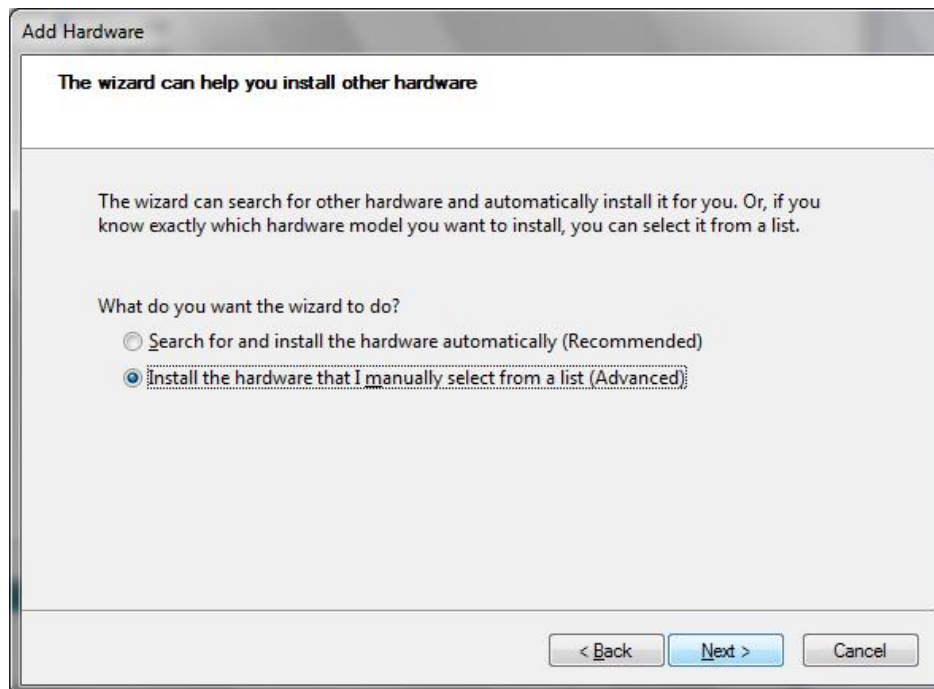 Add Hardware
The wizard can help you install other hardware
The wizard can search for other hardware and automatically install it for you. Or, if you
know exactly which hardware model you want to install, you can select it from a list.
What do you want the wizard to do?
Search for and install the hardware automatically (Recommended)
Install the hardware that I manually select from a list (Advanced)
< Back Next > Cancel